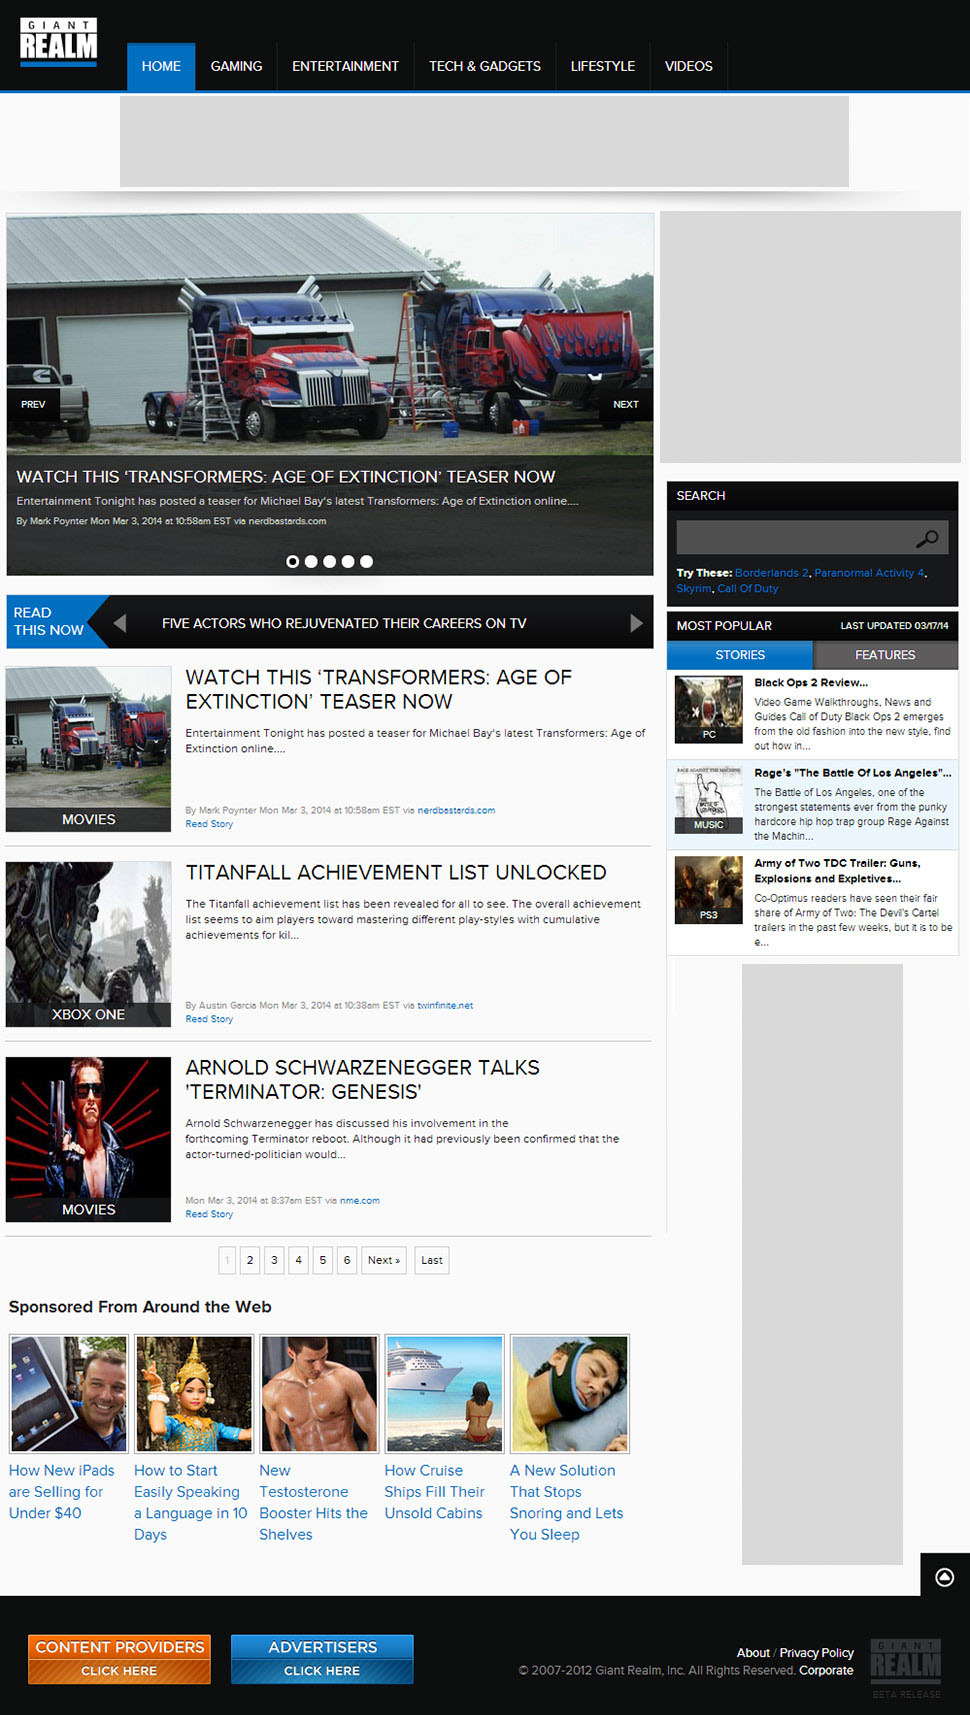 GIANT
REALM
HOME
GAMING
ENTERTAINMENT
TECH & GADGETS
LIFESTYLE
VIDEOS
PREV
NEXT
WATCH THIS ‘TRANSFORMERS: AGE OF EXTINCTION’ TEASER NOW
Entertainment Tonight has posted a teaser for Michael Bay's latest Transformers: Age of Extinction online....
By Mark Poynter Mon Mar 3, 2014 at 10:58am EST via nerdbastards.com
READ
THIS NOW
FIVE ACTORS WHO REJUVENATED THEIR CAREERS ON TV
WATCH THIS ‘TRANSFORMERS: AGE OF
EXTINCTION’ TEASER NOW
Entertainment Tonight has posted a teaser for Michael Bay's latest Transformers: Age of
Extinction online....
By Mark Poynter Mon Mar 3, 2014 at 10:58am EST via nerdbastards.com
Read Story
MOVIES
TITANFALL ACHIEVEMENT LIST UNLOCKED
The Titanfall achievement list has been revealed for all to see. The overall achievement
list seems to aim players toward mastering different play-styles with cumulative
achievements for kil...
By Austin Garcia Mon Mar 3, 2014 at 10:38am EST via twinfinite.net
Read Story
XBOX ONE
ARNOLD SCHWARZENEGGER TALKS
'TERMINATOR: GENESIS'
Arnold Schwarzenegger has discussed his involvement in the
forthcoming Terminator reboot. Although it had previously been confirmed that the
actor-turned-politician would...
Mon Mar 3, 2014 at 8:37am EST via nme.com
Read Story
MOVIES
1 2 3 4 5 6 Next » Last
SEARCH
Try These: Borderlands 2, Paranormal Activity 4,
Skyrim, Call Of Duty
MOST POPULAR
LAST UPDATED 03/17/14
STORIES
FEATURES
Black Ops 2 Review...
Video Game Walkthroughs, News and
Guides Call of Duty Black Ops 2 emerges
from the old fashion into the new style, find
out how in...
PC
Rage's "The Battle Of Los Angeles"...
The Battle of Los Angeles, one of the
strongest statements ever from the punky
hardcore hip hop trap group Rage Against
the Machin...
RAGE AGAINST THE MACHINE
THE BATTLE OF LOS ANGELES
MUSIC
Army of Two TDC Trailer: Guns,
Explosions and Expletives...
Co-Optimus readers have seen their fair
share of Army of Two: The Devil's Cartel
trailers in the past few weeks, but it is to be
e...
PS3
Sponsored From Around the Web
How New iPads
are Selling for
Under $40
How to Start
Easily Speaking
a Language in 10
Days
New
Testosterone
Booster Hits the
Shelves
How Cruise
Ships Fill Their
Unsold Cabins
A New Solution
That Stops
Snoring and Lets
You Sleep
CONTENT PROVIDERS
CLICK HERE
ADVERTISERS
CLICK HERE
About / Privacy Policy
© 2007-2012 Giant Realm, Inc. All Rights Reserved. Corporate
GIANT
REALM
BETA RELEASE